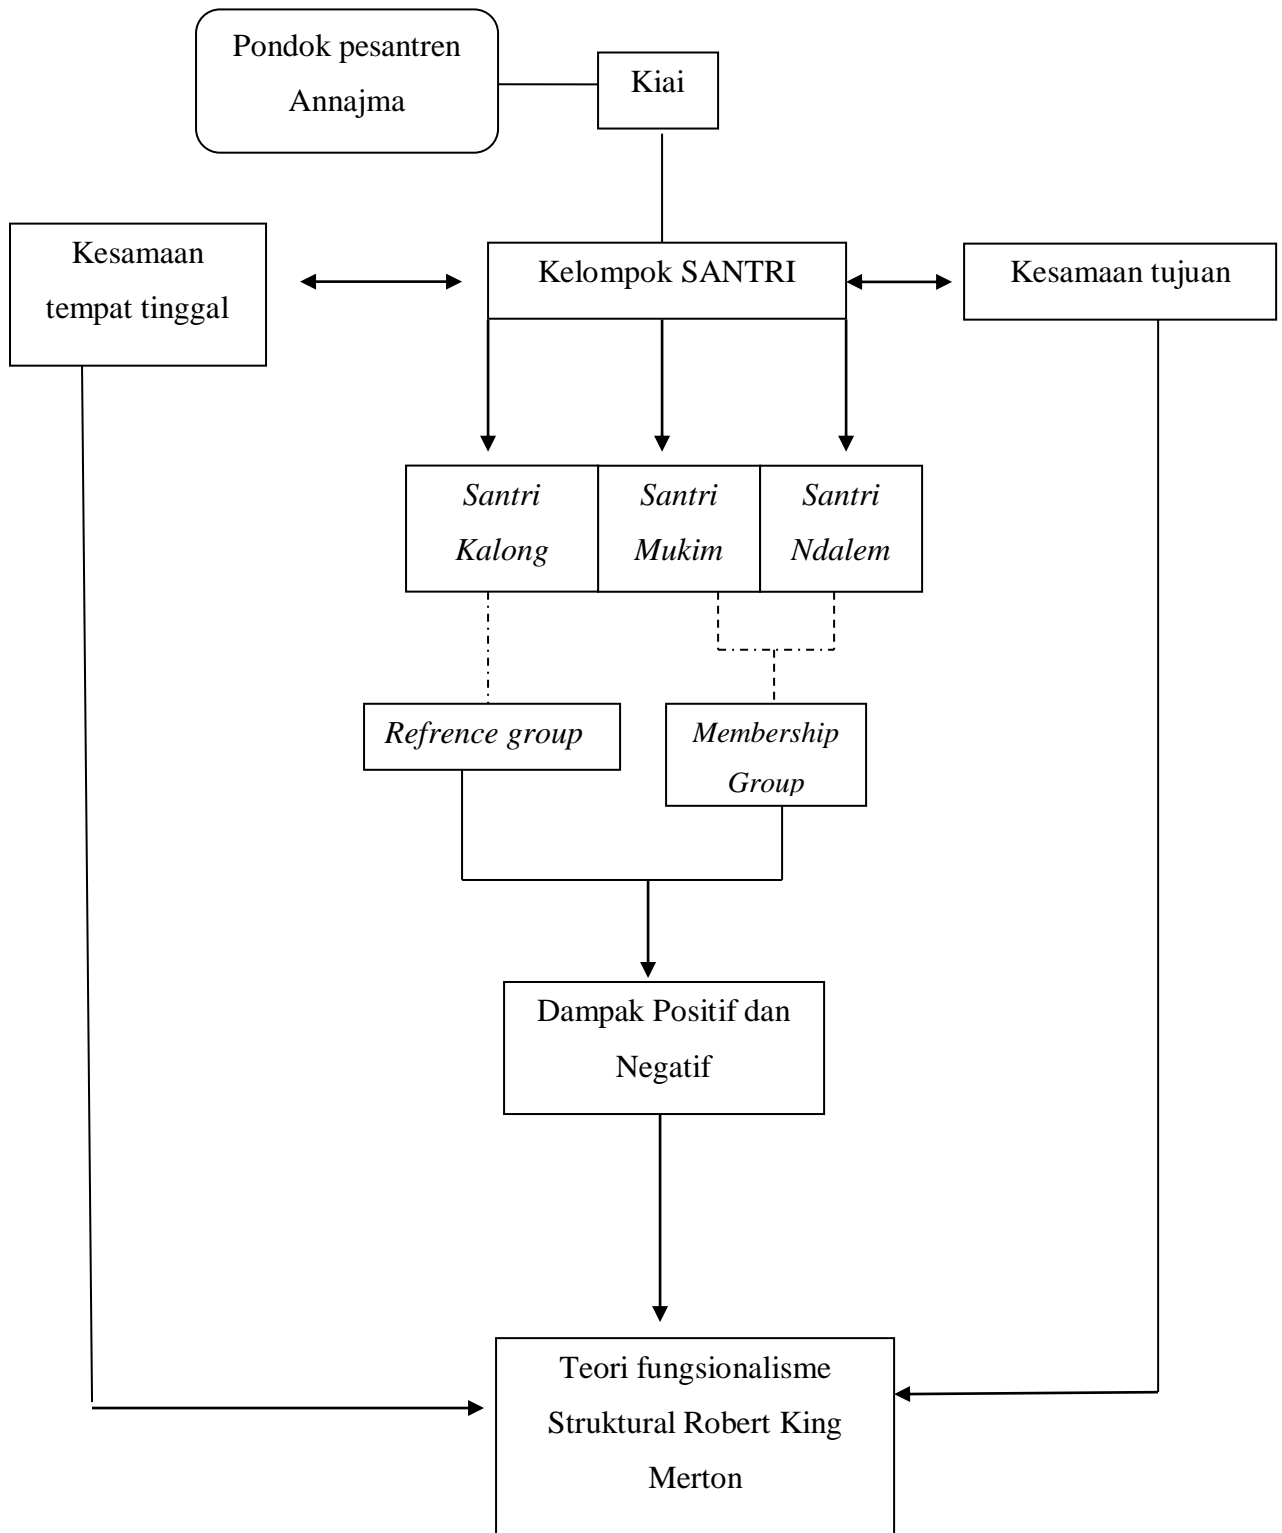 Pondok pesantren
Annajma
Kiai
Kesamaan
tempat tinggal
Kelompok SANTRI
Kesamaan tujuan
Santri
Kalong
Santri
Mukim
Santri
Ndalem
Refrence group
Membership
Group
Dampak Positif dan
Negatif
Teori fungsionalisme
Struktural Robert King
Merton